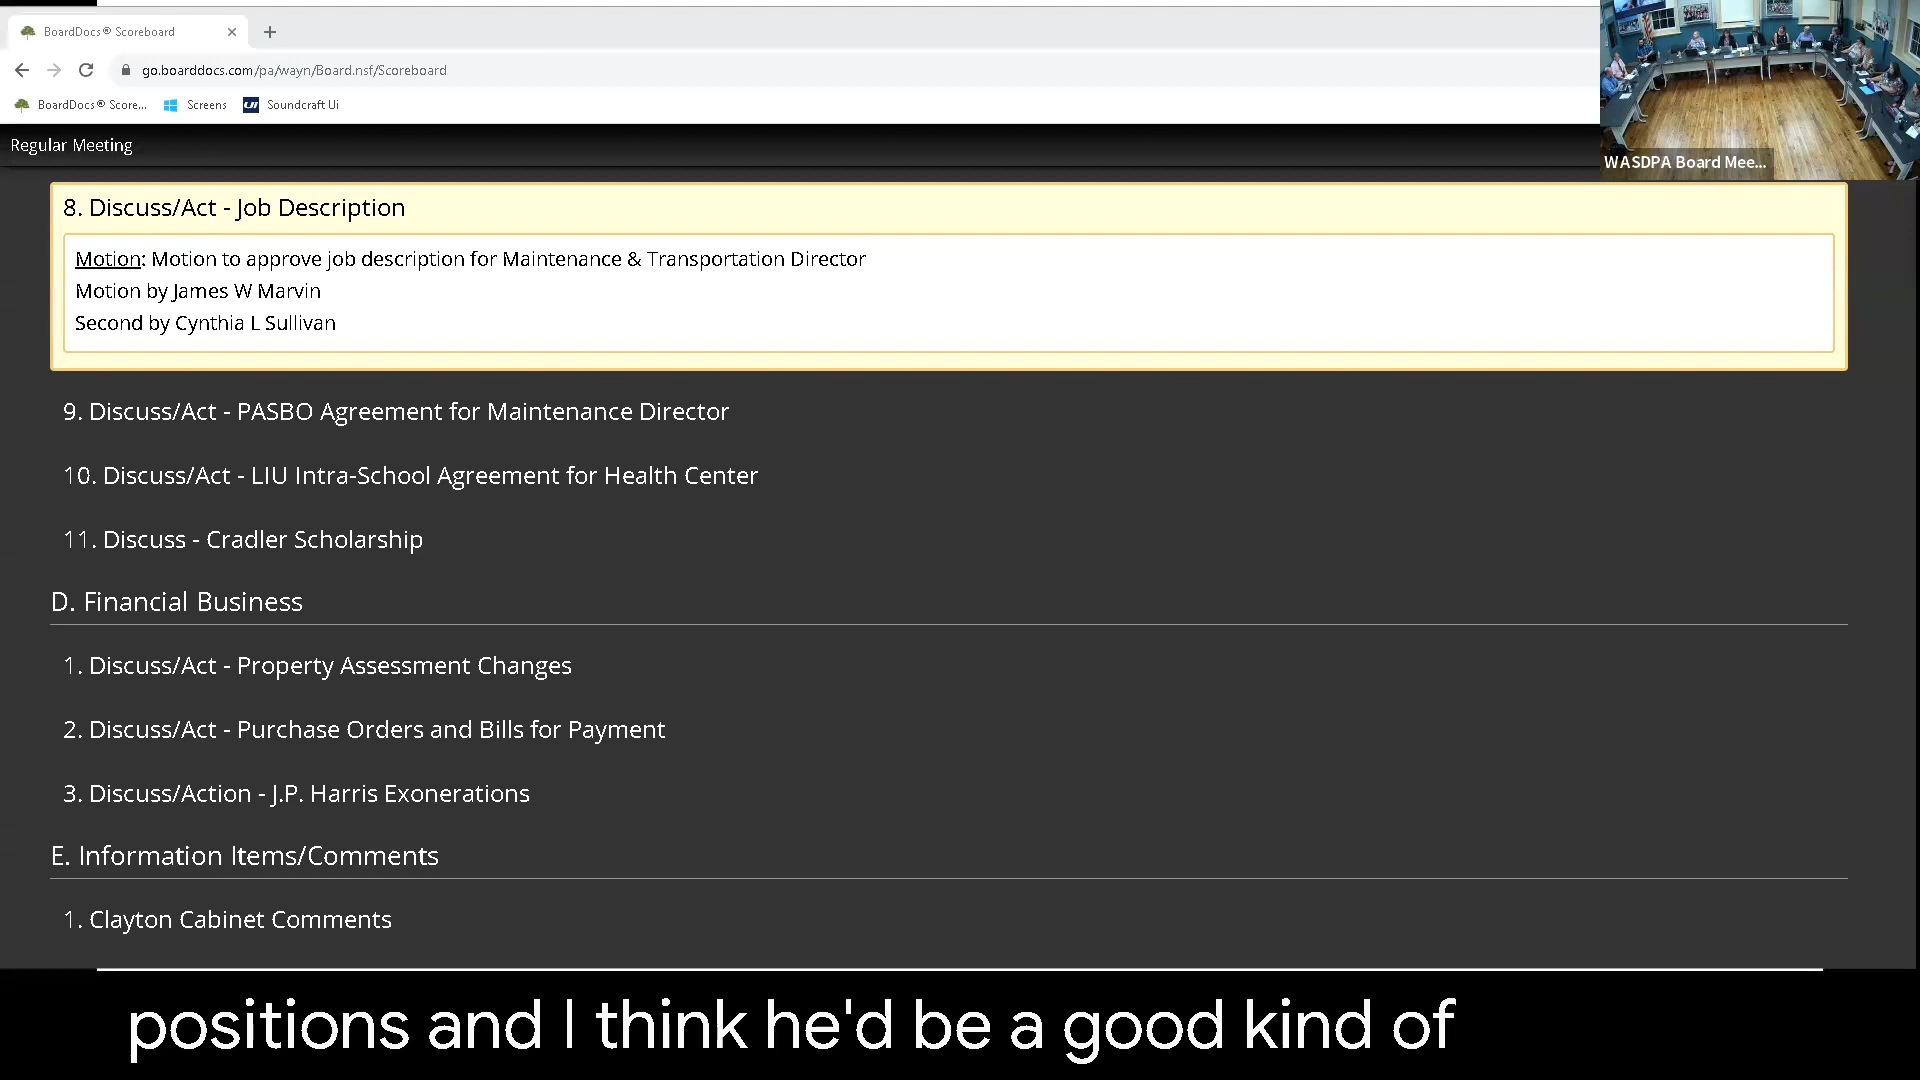 BoardDocs® Scoreboard
go.boarddocs.com/pa/wayn/Board.nsf/Scoreboard
BoardDocs® Score... Screens Soundcraft Ui
WASDPA Board Mee...
Regular Meeting
8. Discuss/Act - Job Description
Motion: Motion to approve job description for Maintenance & Transportation Director
Motion by James W Marvin
Second by Cynthia L Sullivan
9. Discuss/Act - PASBO Agreement for Maintenance Director
10. Discuss/Act - LIU Intra-School Agreement for Health Center
11. Discuss - Cradler Scholarship
D. Financial Business
1. Discuss/Act - Property Assessment Changes
2. Discuss/Act - Purchase Orders and Bills for Payment
3. Discuss/Action - J.P. Harris Exonerations
E. Information Items/Comments
1. Clayton Cabinet Comments
positions and I think he'd be a good kind of